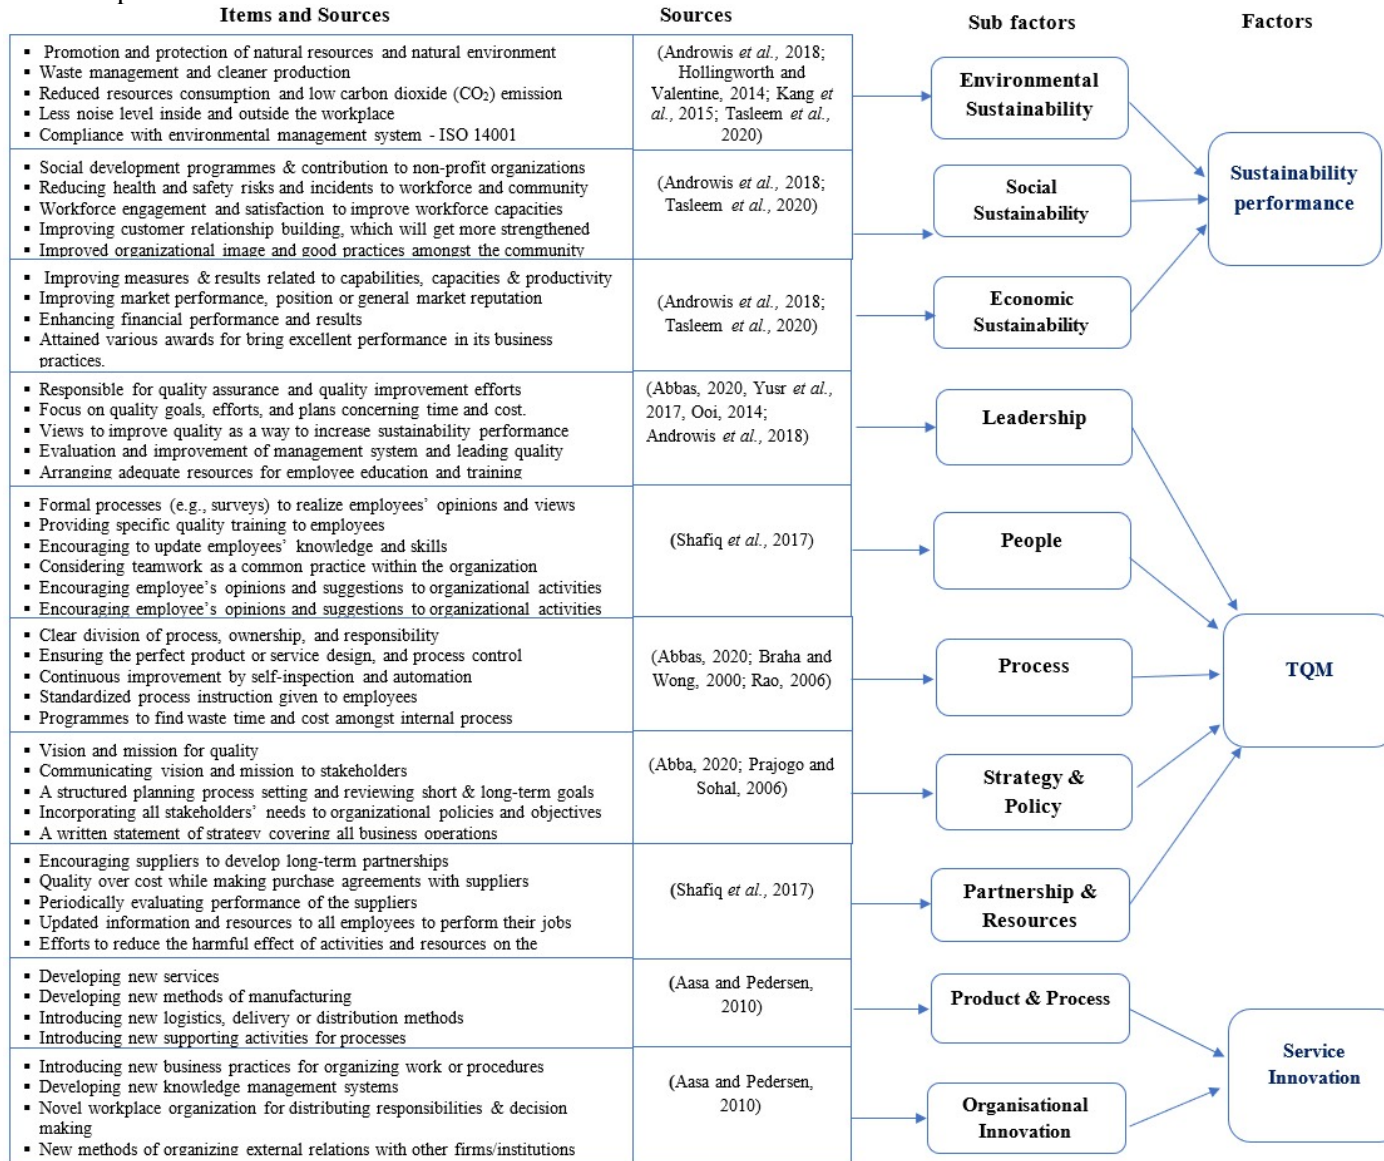 Items and Sources
Sources
Sub factors
Factors
▪ Promotion and protection of natural resources and natural environment
▪ Waste management and cleaner production
▪ Reduced resources consumption and low carbon dioxide (CO₂) emission
▪ Less noise level inside and outside the workplace
▪ Compliance with environmental management system - ISO 14001
(Androwis et al., 2018;
Hollingworth and
Valentine, 2014; Kang et
al., 2015; Tasleem et al.,
2020)
Environmental
Sustainability
▪ Social development programmes & contribution to non-profit organizations
▪ Reducing health and safety risks and incidents to workforce and community
▪ Workforce engagement and satisfaction to improve workforce capacities
▪ Improving customer relationship building, which will get more strengthened
▪ Improved organizational image and good practices amongst the community
(Androwis et al., 2018;
Tasleem et al., 2020)
Social
Sustainability
Sustainability
performance
▪ Improving measures & results related to capabilities, capacities & productivity
▪ Improving market performance, position or general market reputation
▪ Enhancing financial performance and results
▪ Attained various awards for bring excellent performance in its business
practices.
(Androwis et al., 2018;
Tasleem et al., 2020)
Economic
Sustainability
▪ Responsible for quality assurance and quality improvement efforts
▪ Focus on quality goals, efforts, and plans concerning time and cost.
▪ Views to improve quality as a way to increase sustainability performance
▪ Evaluation and improvement of management system and leading quality
▪ Arranging adequate resources for employee education and training
(Abbas, 2020, Yusr et al.,
2017, Ooi, 2014;
Androwis et al., 2018)
Leadership
▪ Formal processes (e.g., surveys) to realize employees’ opinions and views
▪ Providing specific quality training to employees
▪ Encouraging to update employees’ knowledge and skills
▪ Considering teamwork as a common practice within the organization
▪ Encouraging employee’s opinions and suggestions to organizational activities
▪ Encouraging employee’s opinions and suggestions to organizational activities
(Shafiq et al., 2017)
People
▪ Clear division of process, ownership, and responsibility
▪ Ensuring the perfect product or service design, and process control
▪ Continuous improvement by self-inspection and automation
▪ Standardized process instruction given to employees
▪ Programmes to find waste time and cost amongst internal process
(Abbas, 2020; Braha and
Wong, 2000; Rao, 2006)
Process
TQM
▪ Vision and mission for quality
▪ Communicating vision and mission to stakeholders
▪ A structured planning process setting and reviewing short & long-term goals
▪ Incorporating all stakeholders’ needs to organizational policies and objectives
▪ A written statement of strategy covering all business operations
(Abba, 2020; Prajogo and
Sohal, 2006)
Strategy &
Policy
▪ Encouraging suppliers to develop long-term partnerships
▪ Quality over cost while making purchase agreements with suppliers
▪ Periodically evaluating performance of the suppliers
▪ Updated information and resources to all employees to perform their jobs
▪ Efforts to reduce the harmful effect of activities and resources on the
(Shafiq et al., 2017)
Partnership &
Resources
▪ Developing new services
▪ Developing new methods of manufacturing
▪ Introducing new logistics, delivery or distribution methods
▪ Introducing new supporting activities for processes
(Aasa and Pedersen,
2010)
Product & Process
▪ Introducing new business practices for organizing work or procedures
▪ Developing new knowledge management systems
▪ Novel workplace organization for distributing responsibilities & decision
making
▪ New methods of organizing external relations with other firms/institutions
(Aasa and Pedersen,
2010)
Organisational
Innovation
Service
Innovation